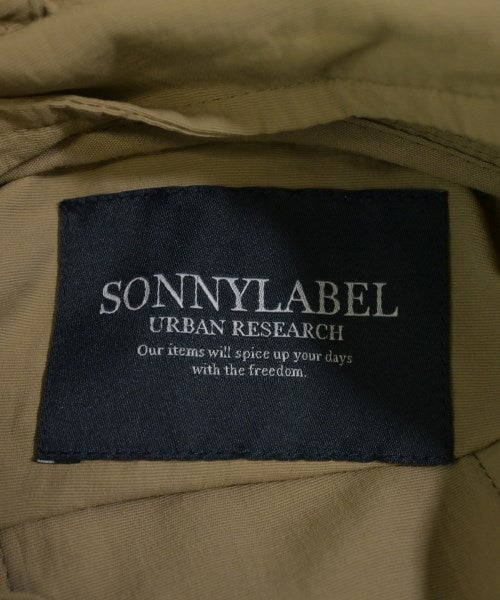 SONNYLABEL
URBAN RESEARCH
Our items will spice up your days
with the freedom.